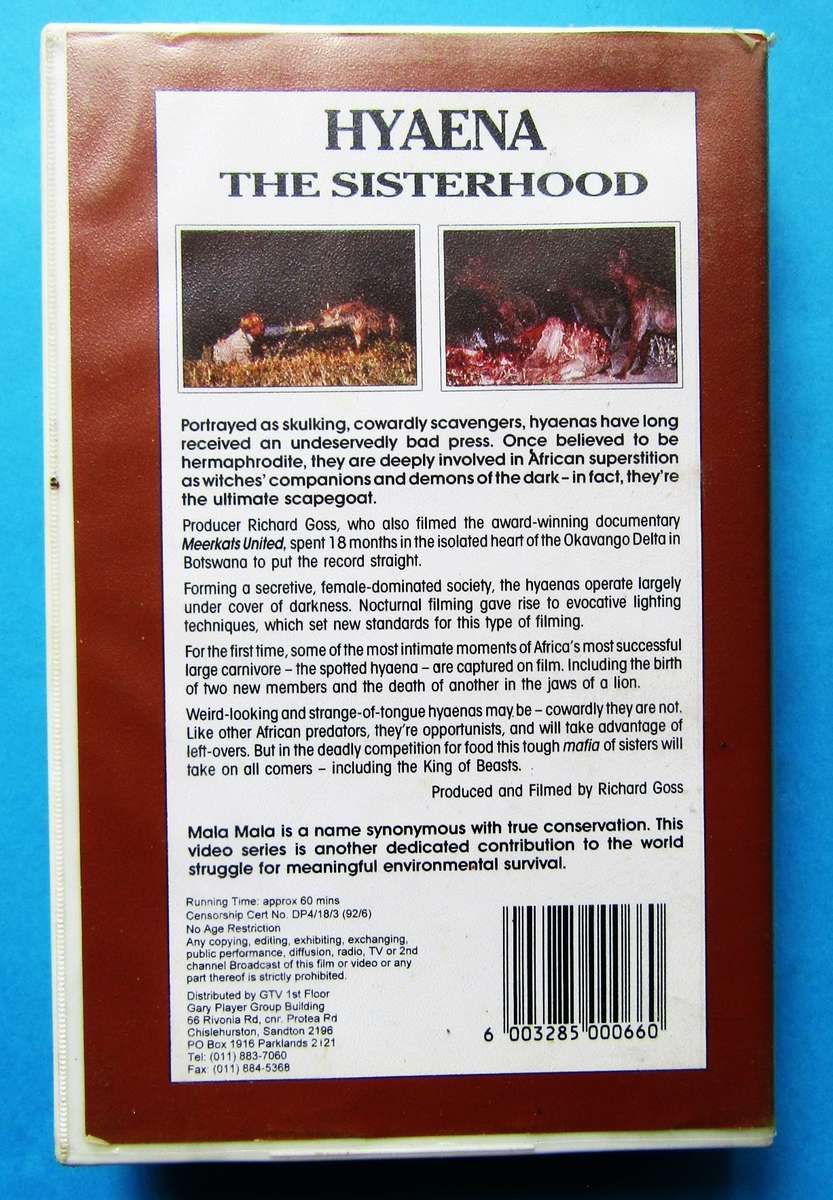 HYAENA
THE SISTERHOOD
Portrayed as skulking, cowardly scavengers, hyaenas have long
received an undeservedly bad press. Once believed to be
hermaphrodite, they are deeply involved in African superstition
as witches' companions and demons of the dark – in fact, they're
the ultimate scapegoat.
Producer Richard Goss, who also filmed the award-winning documentary
Meerkats United, spent 18 months in the isolated heart of the Okavango Delta in
Botswana to put the record straight.
Forming a secretive, female-dominated society, the hyaenas operate largely
under cover of darkness. Nocturnal filming gave rise to evocative lighting
techniques, which set new standards for this type of filming.
For the first time, some of the most intimate moments of Africa's most successful
large carnivore – the spotted hyaena – are captured on film. Including the birth
of two new members and the death of another in the jaws of a lion.
Weird-looking and strange-of-tongue hyaenas may be – cowardly they are not.
Like other African predators, they're opportunists, and will take advantage of
left-overs. But in the deadly competition for food this tough mafia of sisters will
take on all comers – including the King of Beasts.
Produced and Filmed by Richard Goss
Mala Mala is a name synonymous with true conservation. This
video series is another dedicated contribution to the world
struggle for meaningful environmental survival.
Running Time: approx 60 mins
Censorship Cert No. DP4/18/3 (92/6)
No Age Restriction
Any copying, editing, exhibiting, exchanging,
public performance, diffusion, radio, TV or 2nd
channel Broadcast of this film or video or any
part thereof is strictly prohibited.
Distributed by GTV 1st Floor
Gary Player Group Building
66 Rivonia Rd, cnr. Protea Rd
Chislehurston, Sandton 2196
PO Box 1916 Parklands 2121
Tel: (011) 883-7060
Fax: (011) 884-5368
6 003285 000660